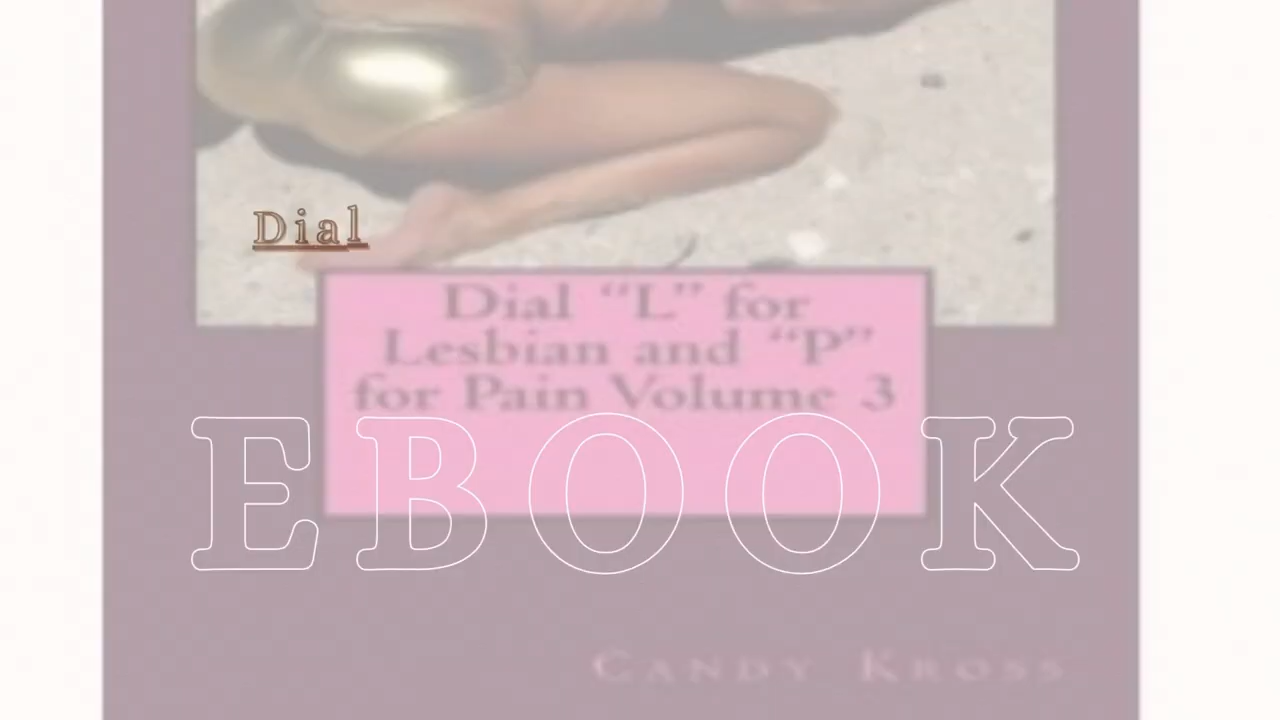 Dial
Dial “L” for
Lesbian and “P”
for Pain Volume 3
EBOOK
Candy Kross